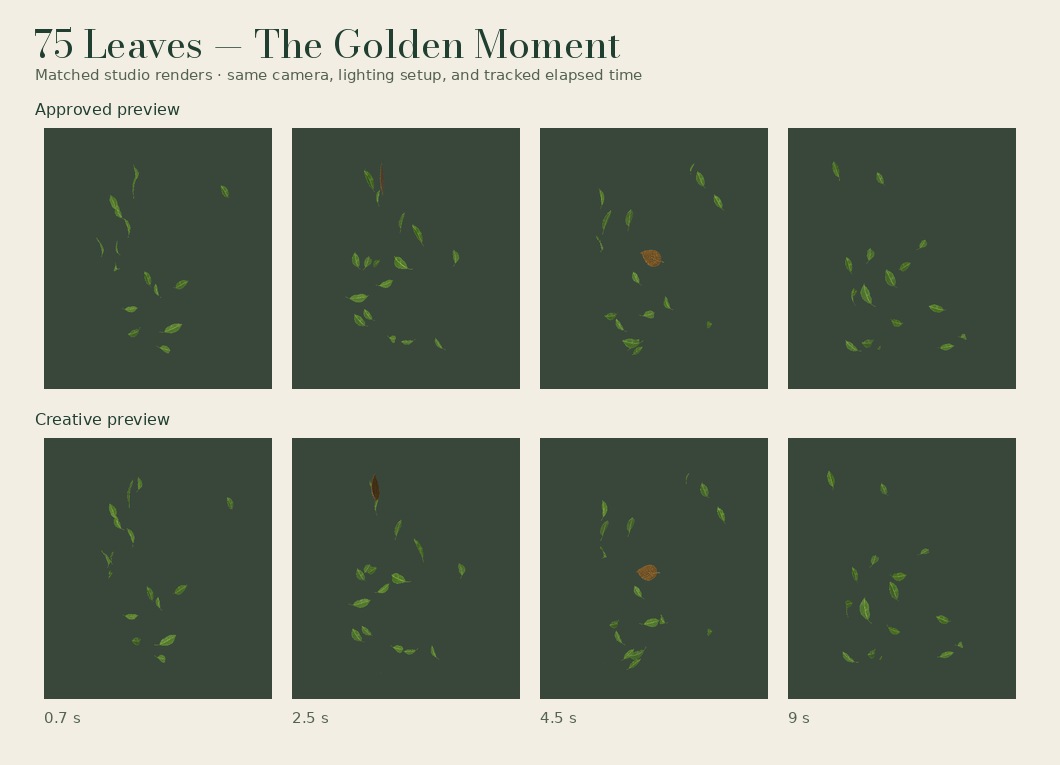 75 Leaves — The Golden Moment
Matched studio renders · same camera, lighting setup, and tracked elapsed time
Approved preview
Creative preview
0.7 s
2.5 s
4.5 s
9 s